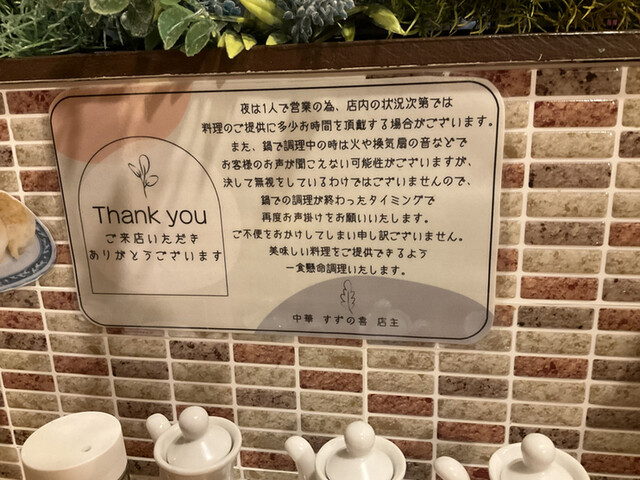 Thank you
ご来店いただき
ありがとうございます
夜は1人で営業の為、店内の状況次第では
料理のご提供に多少お時間を頂戴する場合がございます。
また、鍋で調理中の時は火や換気扇の音などで
お客様のお声が聞こえない可能性がございますが、
決して無視をしているわけではございませんので、
鍋での調理が終わったタイミングで
再度お声掛けをお願いいたします。
ご不便をおかけしてしまい申し訳ございません。
美味しい料理をご提供できるよう
一食懸命調理いたします。
中華 すずの喜 店主